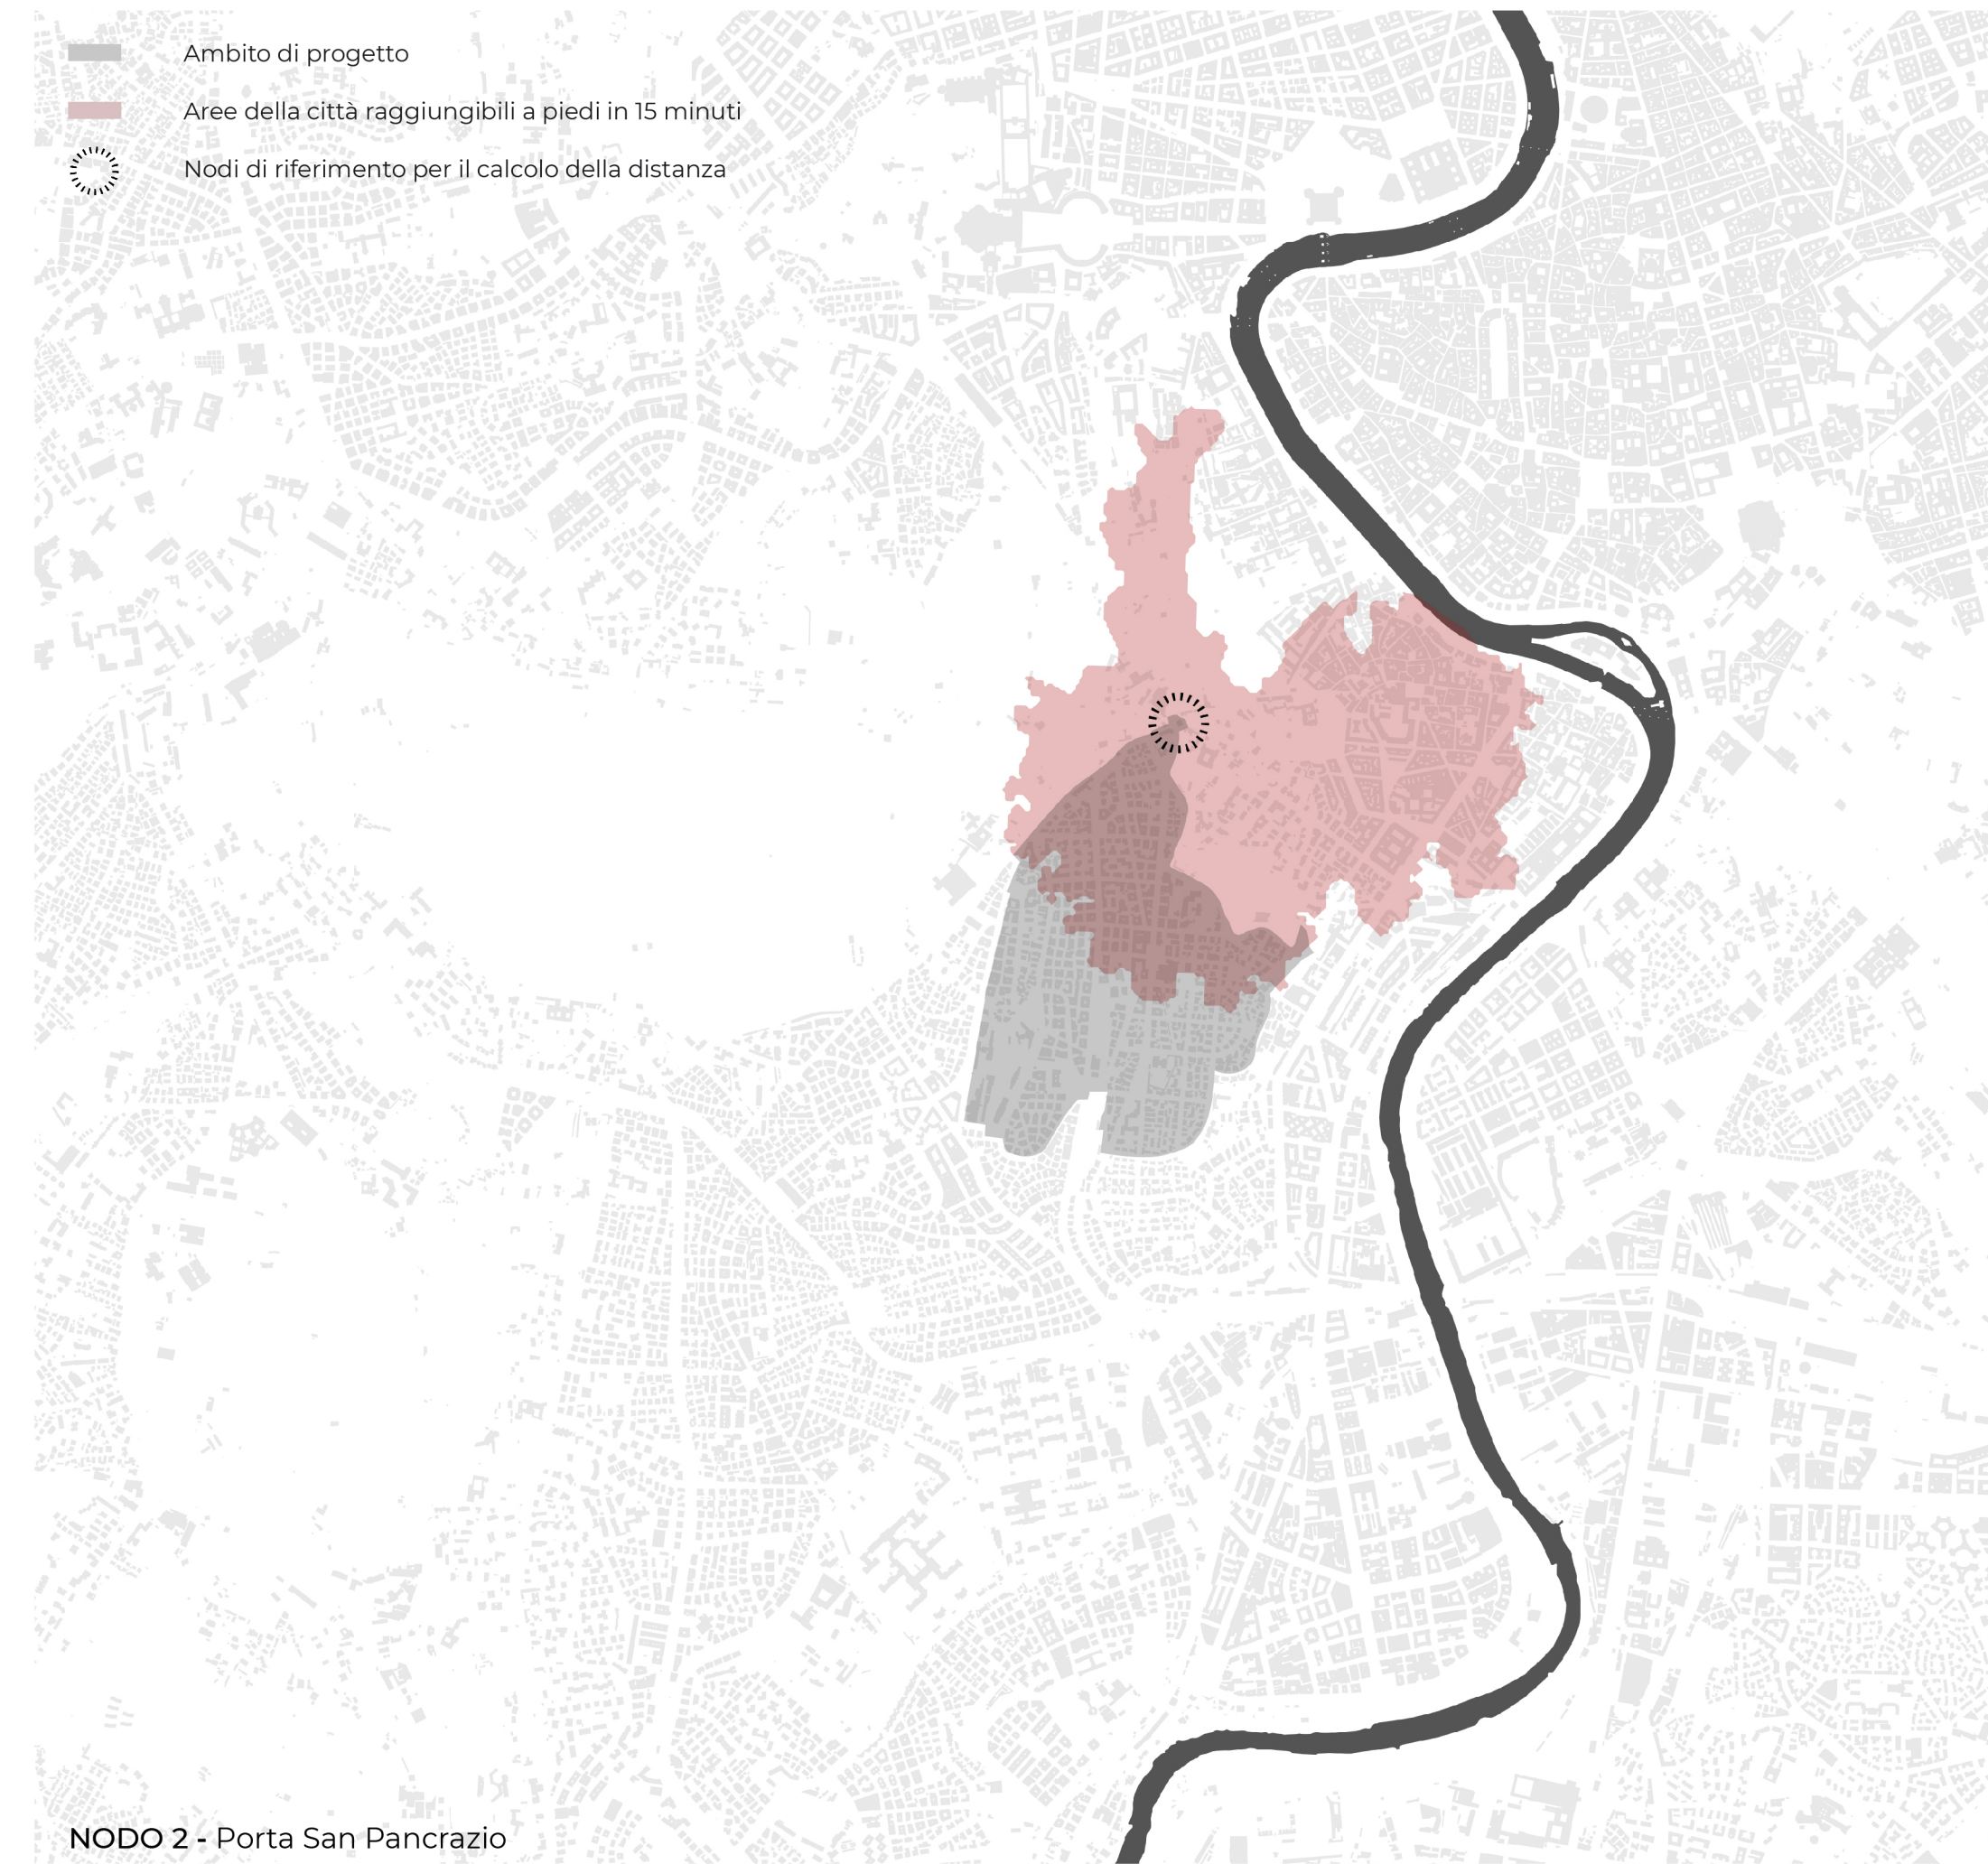 Ambito di progetto
Aree della città raggiungibili a piedi in 15 minuti
Nodi di riferimento per il calcolo della distanza
NODO 2 - Porta San Pancrazio